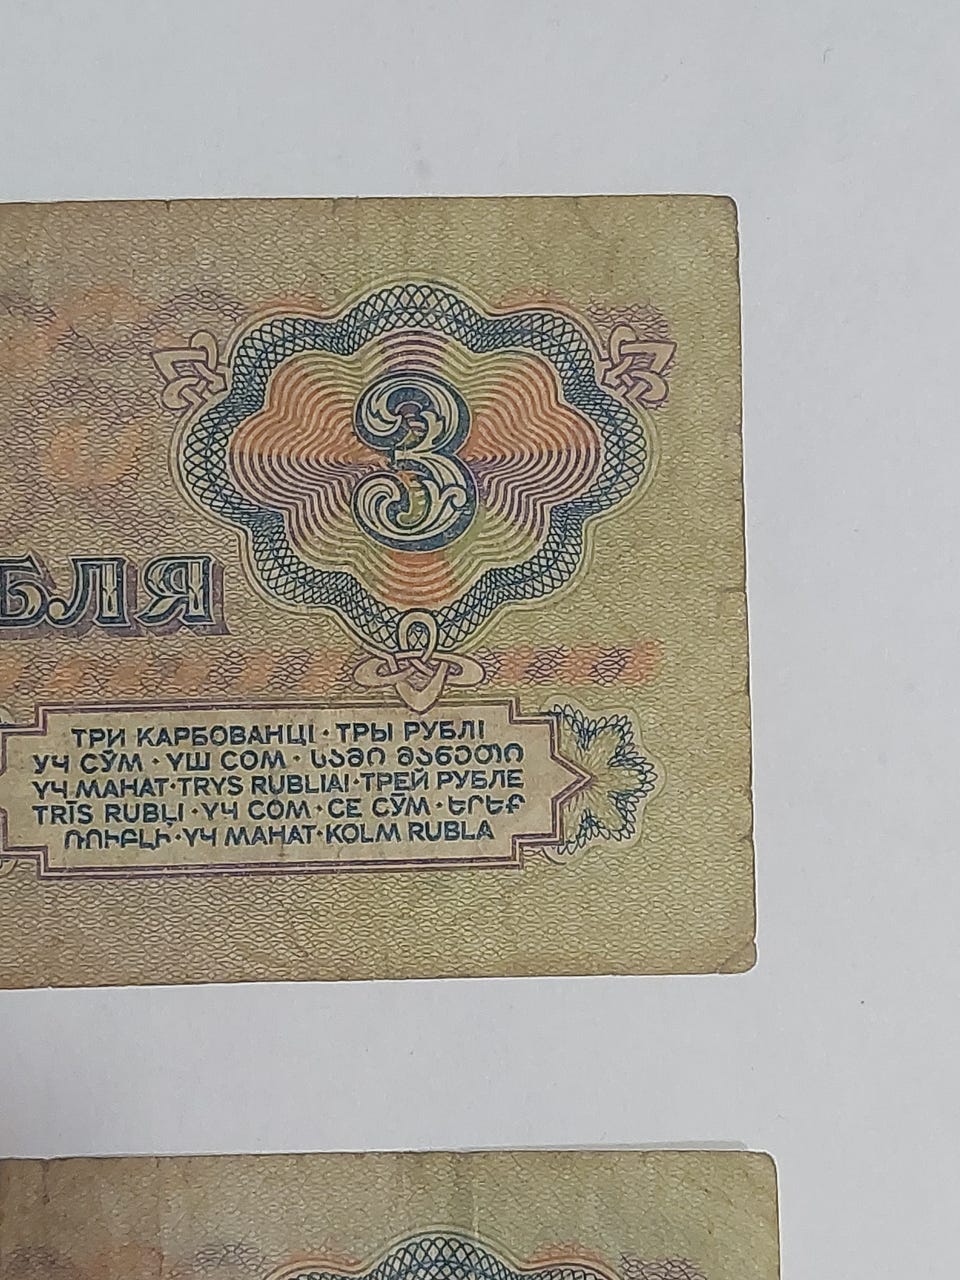 3
БЛЯ
ТРИ КАРБОВАНЦІ · ТРЫ РУБЛІ
УЧ СЎМ · ҮШ СОМ · ᲡᲐᲛᲘ ᲛᲐᲜᲔᲗᲘ
ҮЧ МАНАТ · TRYS RUBLIAI · ТРЕЙ РУБЛЕ
TRĪS RUBĻI · ҮЧ СОМ · СЕ СӮМ · ԵՐԵՔ
ՌՈՒԲԼԻ · ҮЧ МАНАТ · KOLM RUBLA